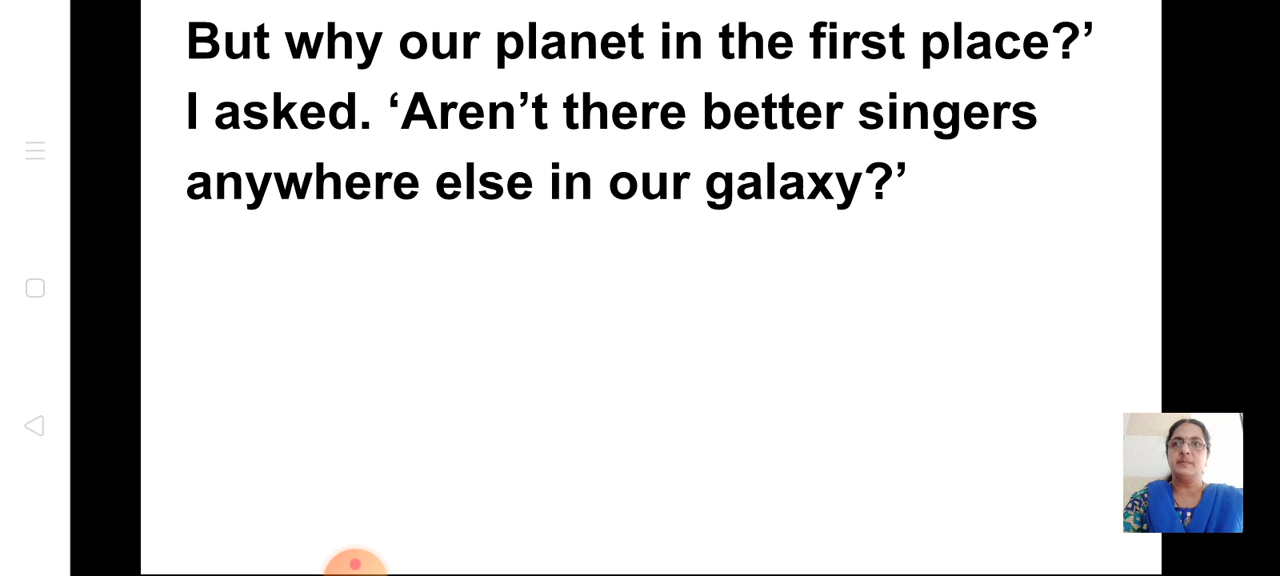 But why our planet in the first place?’
I asked. ‘Aren’t there better singers
anywhere else in our galaxy?’